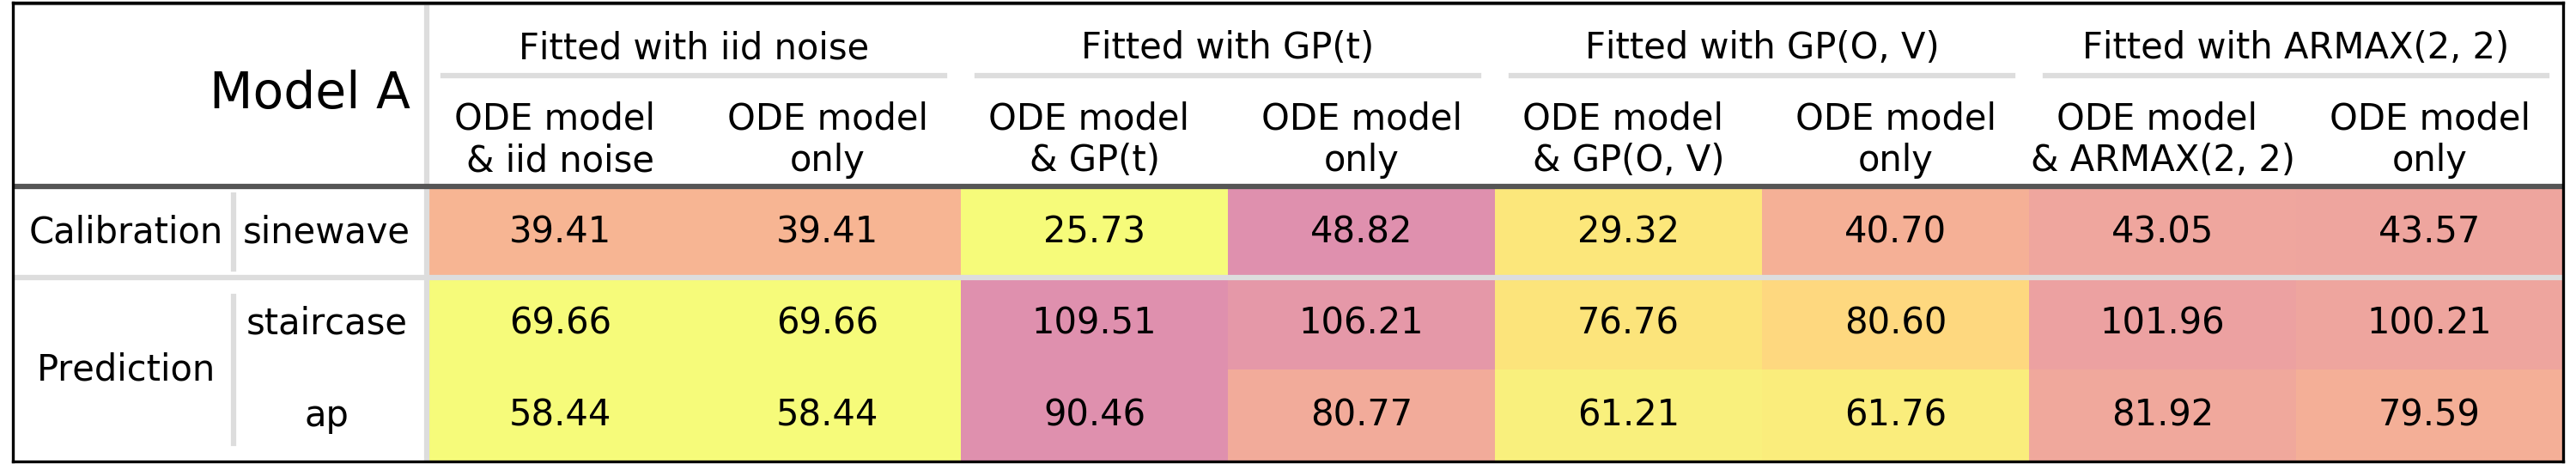 Model A
Fitted with iid noise Fitted with GP(t) Fitted with GP(O, V) Fitted with ARMAX(2, 2)
ODE model ODE model ODE model ODE model ODE model ODE model ODE model ODE model
& iid noise only & GP(t) only & GP(O, V) only & ARMAX(2, 2) only
Calibration sinewave 39.41 39.41 25.73 48.82 29.32 40.70 43.05 43.57
Prediction
staircase 69.66 69.66 109.51 106.21 76.76 80.60 101.96 100.21
ap 58.44 58.44 90.46 80.77 61.21 61.76 81.92 79.59